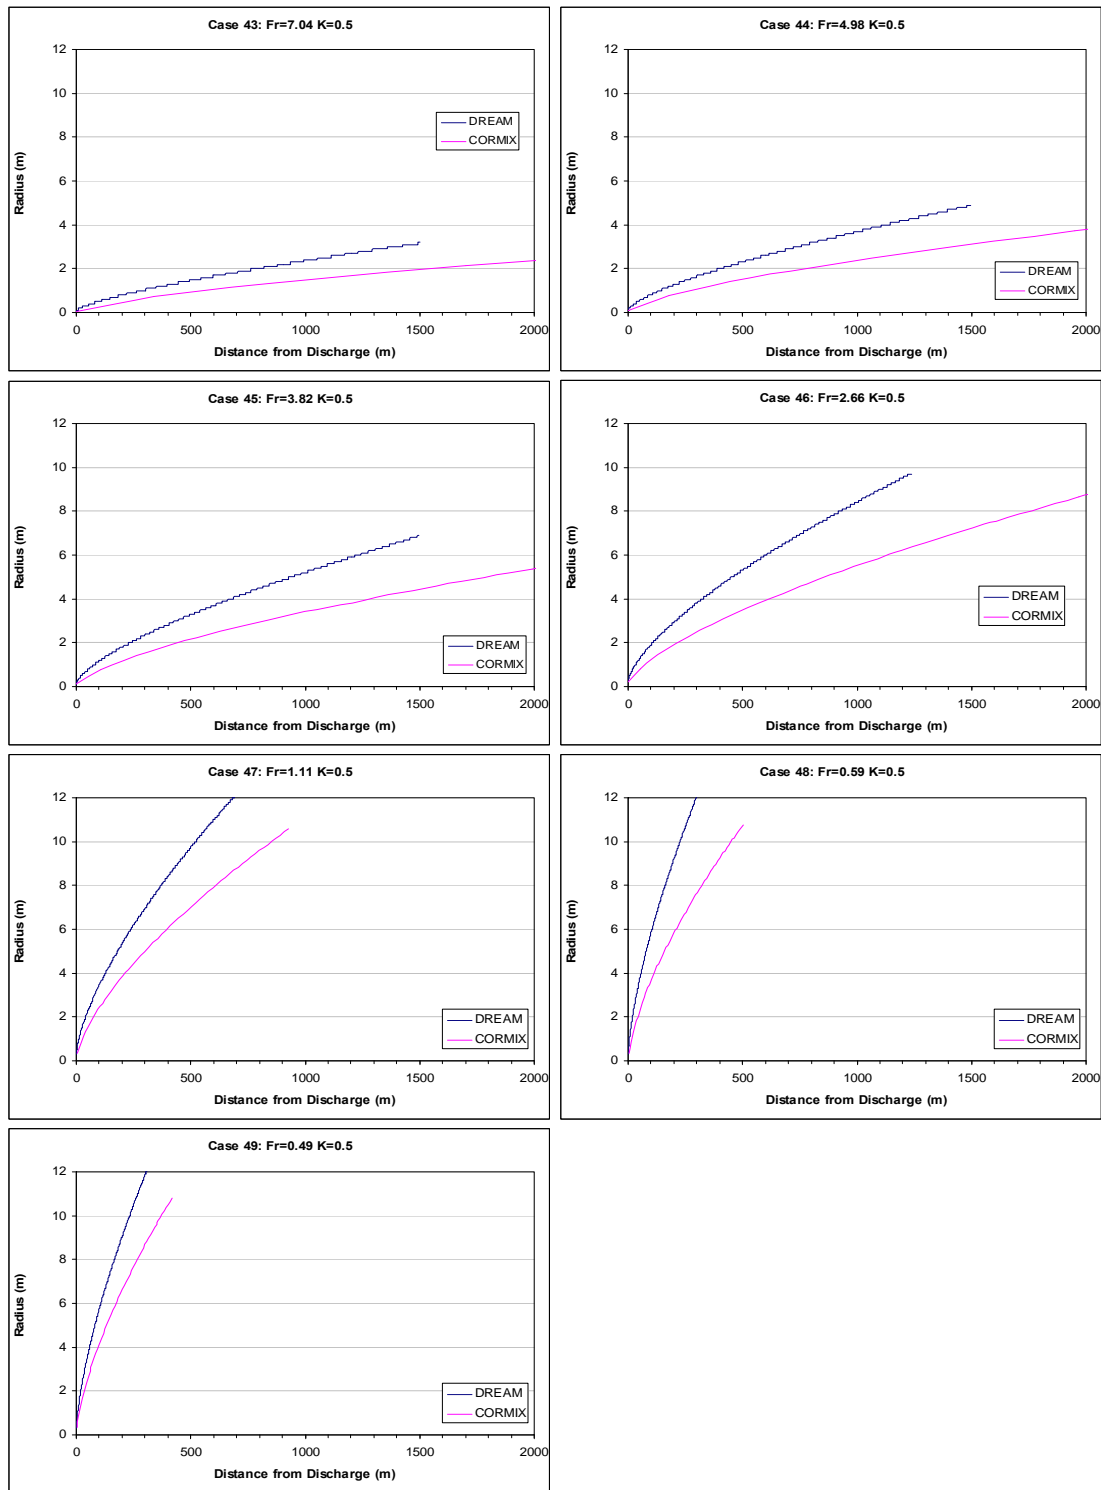 Case 43: Fr=7.04 K=0.5
12
10
8
6
4
2
0
Radius (m)
DREAM
CORMIX
0 500 1000 1500 2000
Distance from Discharge (m)
Case 44: Fr=4.98 K=0.5
12
10
8
6
4
2
0
Radius (m)
DREAM
CORMIX
0 500 1000 1500 2000
Distance from Discharge (m)
Case 45: Fr=3.82 K=0.5
12
10
8
6
4
2
0
Radius (m)
DREAM
CORMIX
0 500 1000 1500 2000
Distance from Discharge (m)
Case 46: Fr=2.66 K=0.5
12
10
8
6
4
2
0
Radius (m)
DREAM
CORMIX
0 500 1000 1500 2000
Distance from Discharge (m)
Case 47: Fr=1.11 K=0.5
12
10
8
6
4
2
0
Radius (m)
DREAM
CORMIX
0 500 1000 1500 2000
Distance from Discharge (m)
Case 48: Fr=0.59 K=0.5
12
10
8
6
4
2
0
Radius (m)
DREAM
CORMIX
0 500 1000 1500 2000
Distance from Discharge (m)
Case 49: Fr=0.49 K=0.5
12
10
8
6
4
2
0
Radius (m)
DREAM
CORMIX
0 500 1000 1500 2000
Distance from Discharge (m)